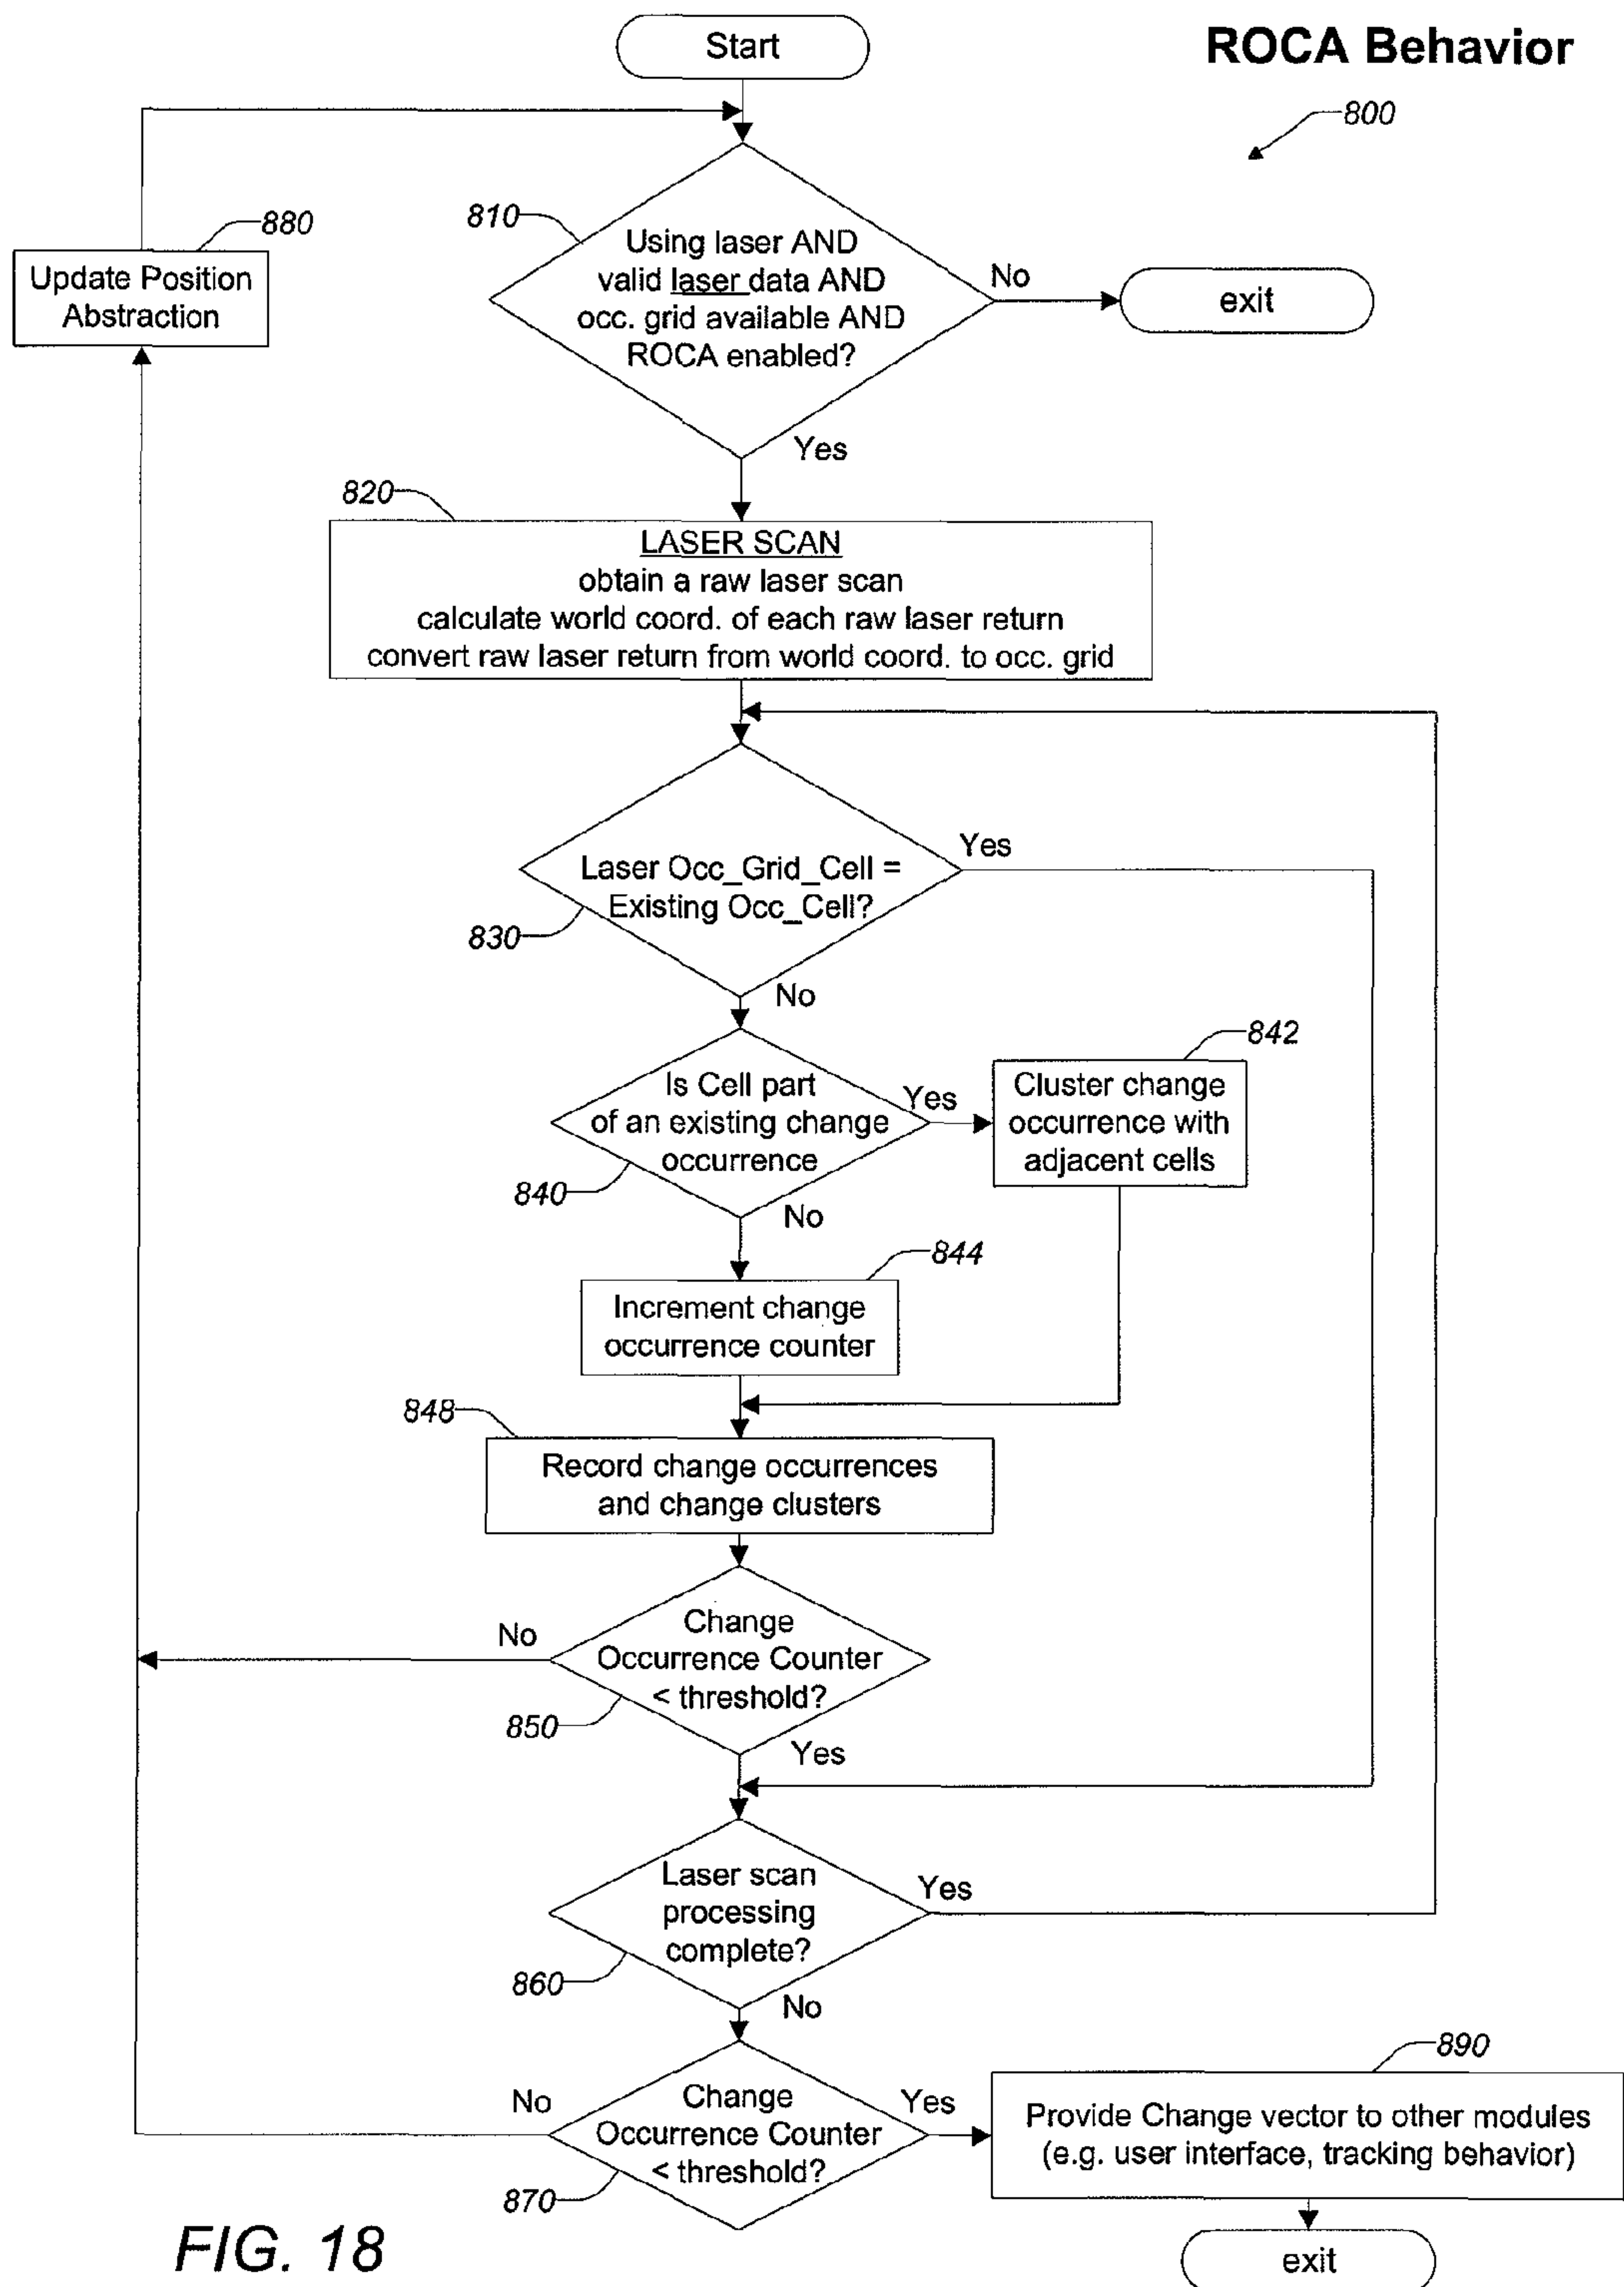 Start
ROCA Behavior
800
880
Update Position
Abstraction
810
Using laser AND
valid laser data AND
occ. grid available AND
ROCA enabled?
No
exit
Yes
820
LASER SCAN
obtain a raw laser scan
calculate world coord. of each raw laser return
convert raw laser return from world coord. to occ. grid
Laser Occ_Grid_Cell =
Existing Occ_Cell?
Yes
830
No
Is Cell part
of an existing change
occurrence
Yes
842
Cluster change
occurrence with
adjacent cells
840
No
844
Increment change
occurrence counter
848
Record change occurrences
and change clusters
No
Change
Occurrence Counter
< threshold?
850
Yes
Laser scan
processing
complete?
Yes
860
No
No
Change
Occurrence Counter
< threshold?
Yes
870
890
Provide Change vector to other modules
(e.g. user interface, tracking behavior)
exit
FIG. 18